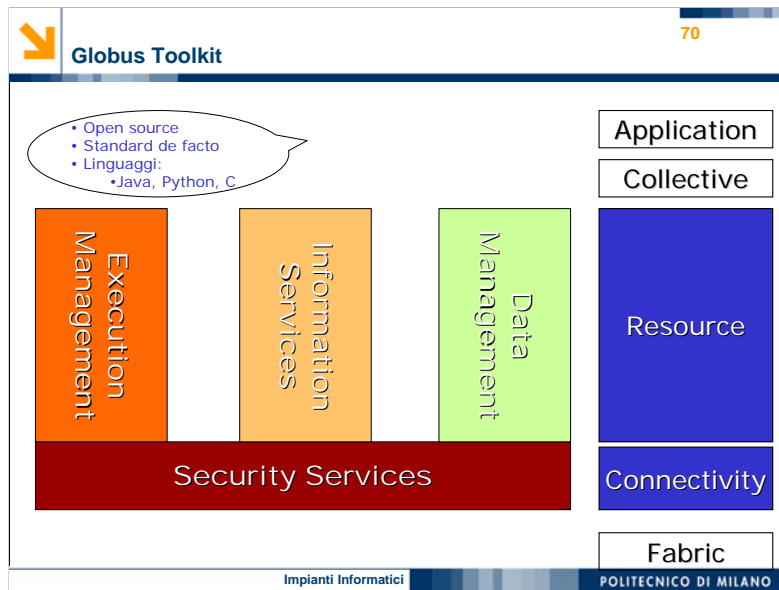 70
Globus Toolkit
• Open source
• Standard de facto
• Linguaggi:
•Java, Python, C
Application
Collective
Execution
Management
Information
Services
Data
Management
Resource
Security Services
Connectivity
Fabric
Impianti Informatici
POLITECNICO DI MILANO